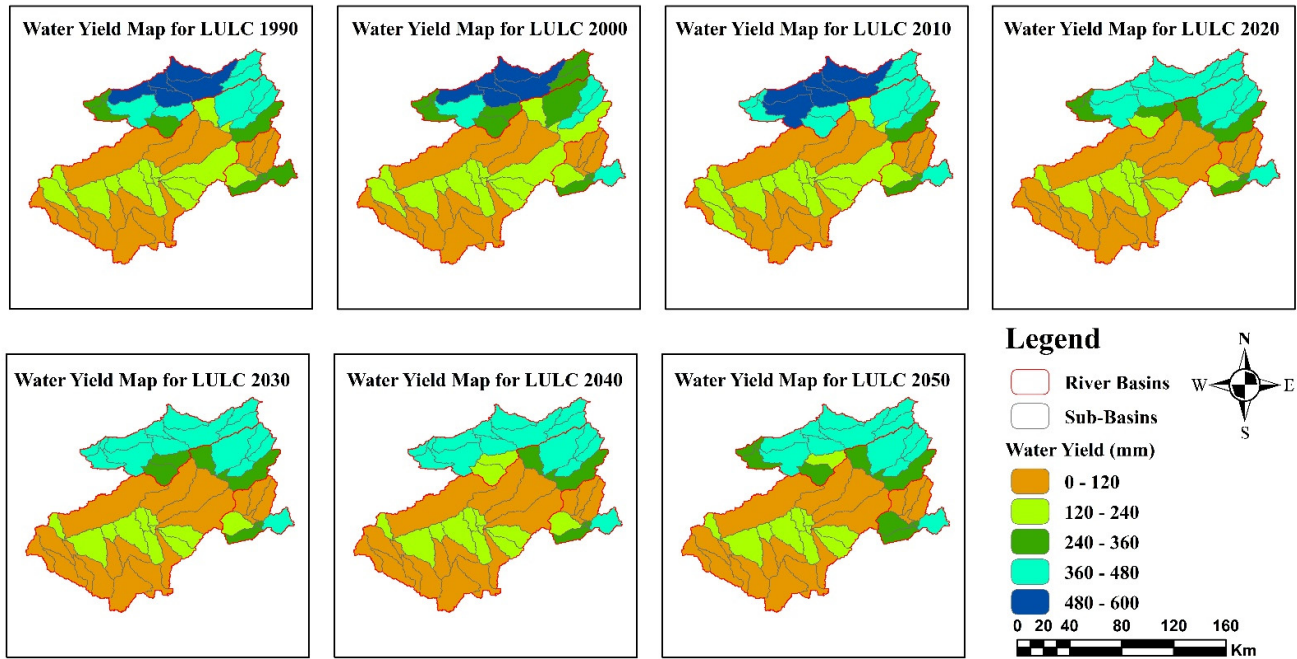 Water Yield Map for LULC 1990
Water Yield Map for LULC 2000
Water Yield Map for LULC 2010
Water Yield Map for LULC 2020
Water Yield Map for LULC 2030
Water Yield Map for LULC 2040
Water Yield Map for LULC 2050
Legend
River Basins
Sub-Basins
N
W E
S
Water Yield (mm)
0 - 120
120 - 240
240 - 360
360 - 480
480 - 600
0 20 40 80 120 160
Km